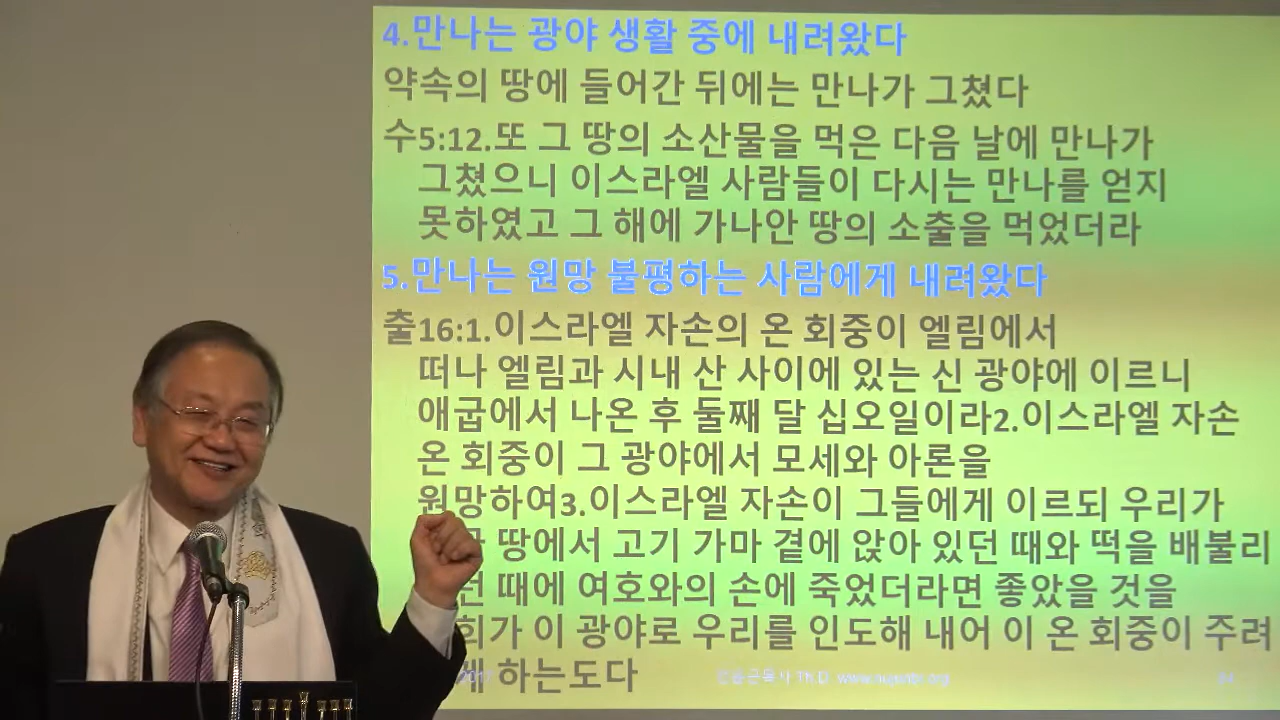 4.만나는 광야 생활 중에 내려왔다
약속의 땅에 들어간 뒤에는 만나가 그쳤다
수5:12.또 그 땅의 소산물을 먹은 다음 날에 만나가
그쳤으니 이스라엘 사람들이 다시는 만나를 얻지
못하였고 그 해에 가나안 땅의 소출을 먹었더라
5.만나는 원망 불평하는 사람에게 내려왔다
출16:1.이스라엘 자손의 온 회중이 엘림에서
떠나 엘림과 시내 산 사이에 있는 신 광야에 이르니
애굽에서 나온 후 둘째 달 십오일이라2.이스라엘 자손
온 회중이 그 광야에서 모세와 아론을
원망하여3.이스라엘 자손이 그들에게 이르되 우리가
땅에서 고기 가마 곁에 앉아 있던 때와 떡을 배불리
때에 여호와의 손에 죽었더라면 좋았을 것을
이 광야로 우리를 인도해 내어 이 온 회중이 주려
하는도다
Th.D.